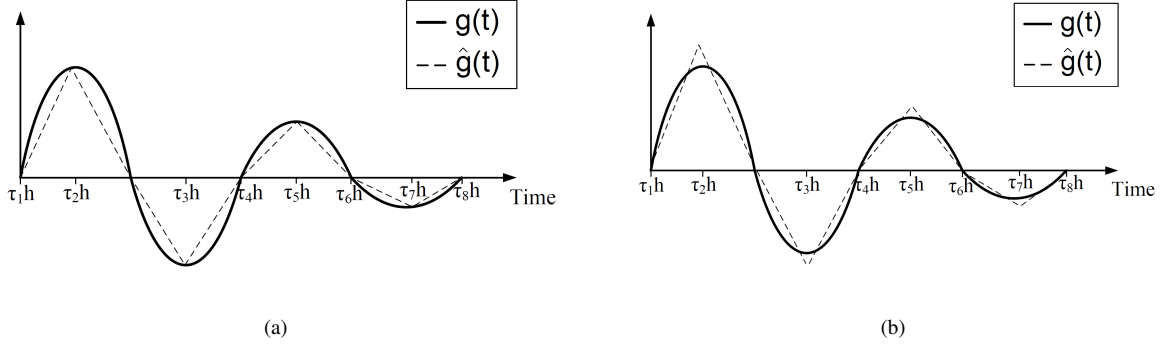 g(t)
ĝ(t)
τ₁h τ₂h τ₃h τ₄h τ₅h τ₆h τ₇h τ₈h Time
(a)
g(t)
ĝ(t)
τ₁h τ₂h τ₃h τ₄h τ₅h τ₆h τ₇h τ₈h Time
(b)